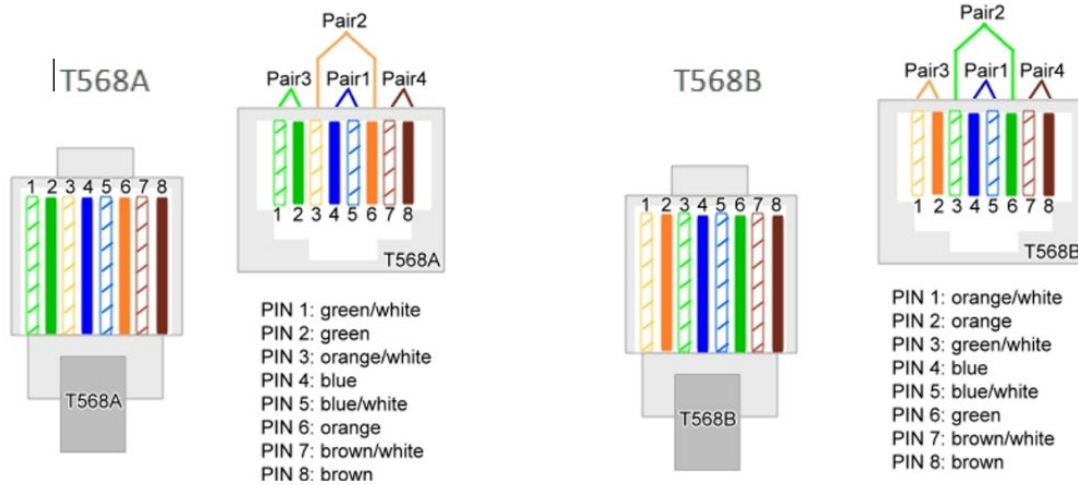 T568A
1 2 3 4 5 6 7 8
T568A
Pair2
Pair3 Pair1 Pair4
1 2 3 4 5 6 7 8
T568A
PIN 1: green/white
PIN 2: green
PIN 3: orange/white
PIN 4: blue
PIN 5: blue/white
PIN 6: orange
PIN 7: brown/white
PIN 8: brown
T568B
1 2 3 4 5 6 7 8
T568B
Pair2
Pair3 Pair1 Pair4
1 2 3 4 5 6 7 8
T568B
PIN 1: orange/white
PIN 2: orange
PIN 3: green/white
PIN 4: blue
PIN 5: blue/white
PIN 6: green
PIN 7: brown/white
PIN 8: brown